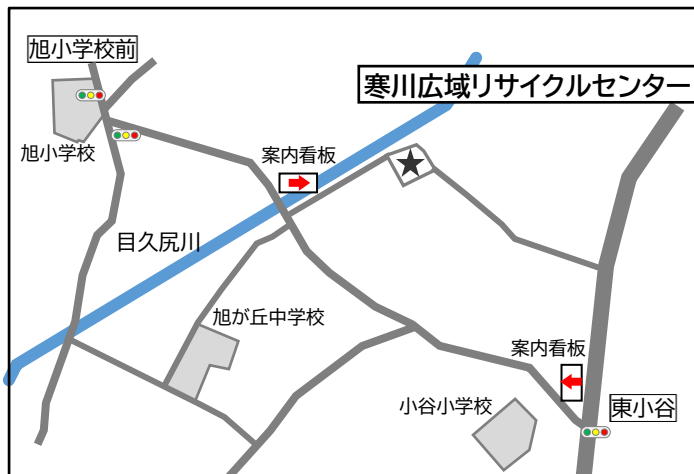 旭小学校前
寒川広域リサイクルセンター
旭小学校
案内看板
目久尻川
旭が丘中学校
案内看板
小谷小学校
東小谷